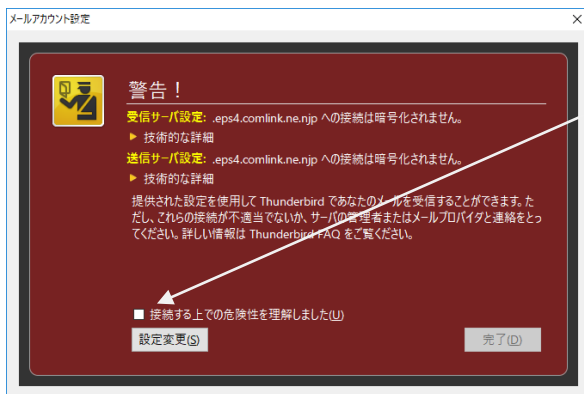 メールアカウント設定
警告！
受信サーバ設定: .eps4.comlink.ne.njp への接続は暗号化されません。
技術的な詳細
送信サーバ設定: .eps4.comlink.ne.njp への接続は暗号化されません。
技術的な詳細
提供された設定を使用して Thunderbird であなたのメールを受信することができます。た
だし、これらの接続が不適当でないか、サーバの管理者またはメールプロバイダと連絡をとっ
てください。詳しい情報は Thunderbird FAQ をご覧ください。
接続する上での危険性を理解しました(U)
設定変更(S)
完了(D)